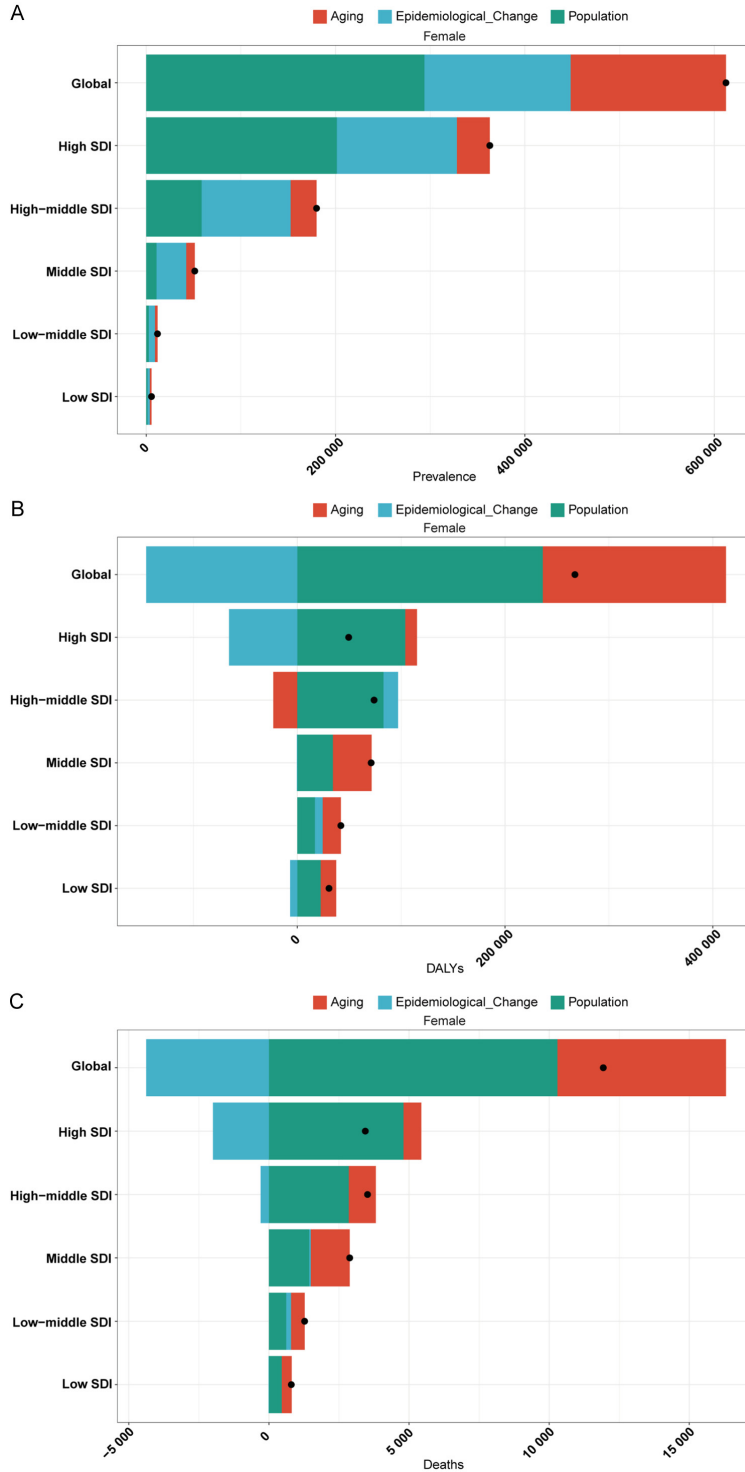 A
Aging Epidemiological_Change Population
Female
Global
High SDI
High−middle SDI
Middle SDI
Low−middle SDI
Low SDI
0 200 000 400 000 600 000
Prevalence
B
Aging Epidemiological_Change Population
Female
Global
High SDI
High−middle SDI
Middle SDI
Low−middle SDI
Low SDI
0 200 000 400 000
DALYs
C
Aging Epidemiological_Change Population
Female
Global
High SDI
High−middle SDI
Middle SDI
Low−middle SDI
Low SDI
−5 000 0 5 000 10 000 15 000
Deaths